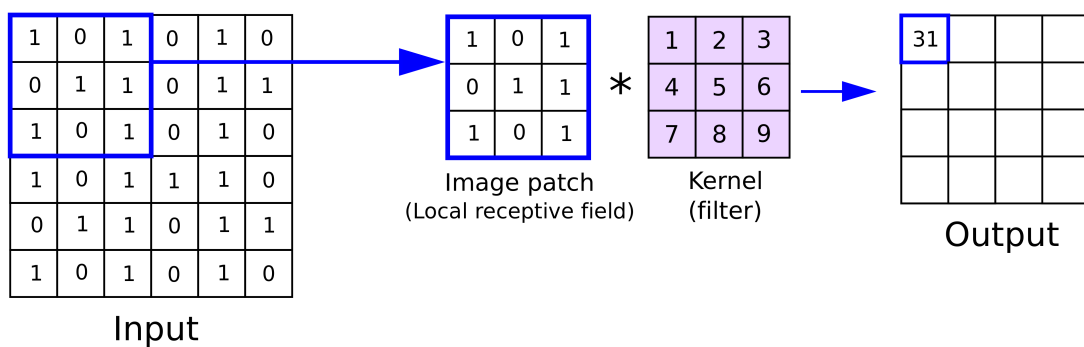 1 0 1 0 1 0
0 1 1 0 1 1
1 0 1 0 1 0
1 0 1 1 1 0
0 1 1 0 1 1
1 0 1 0 1 0
Input
1 0 1
0 1 1
1 0 1
Image patch
(Local receptive field)
*
1 2 3
4 5 6
7 8 9
Kernel
(filter)
31
Output